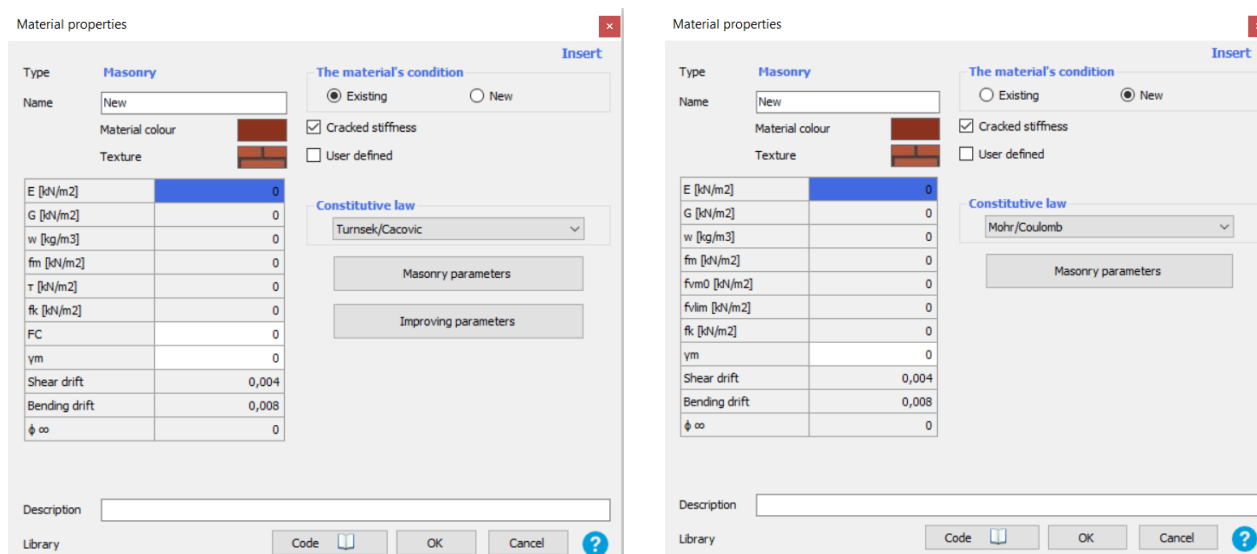 Material properties
×
Insert
Type Masonry
The material's condition
Name New
Existing New
Material colour
Cracked stiffness
Texture
User defined
E [kN/m2] 0
G [kN/m2] 0
w [kg/m3] 0
fm [kN/m2] 0
τ [kN/m2] 0
fk [kN/m2] 0
FC 0
γm 0
Shear drift 0,004
Bending drift 0,008
ϕ ∞ 0
Constitutive law
Turnsek/Cacovic
Masonry parameters
Improving parameters
Description
Library
Code OK Cancel ?
Material properties
Insert
Type Masonry
The material's condition
Name New
Existing New
Material colour
Cracked stiffness
Texture
User defined
E [kN/m2] 0
G [kN/m2] 0
w [kg/m3] 0
fm [kN/m2] 0
fvm0 [kN/m2] 0
fvlim [kN/m2] 0
fk [kN/m2] 0
γm 0
Shear drift 0,004
Bending drift 0,008
ϕ ∞ 0
Constitutive law
Mohr/Coulomb
Masonry parameters
Description
Library
Code OK Cancel ?